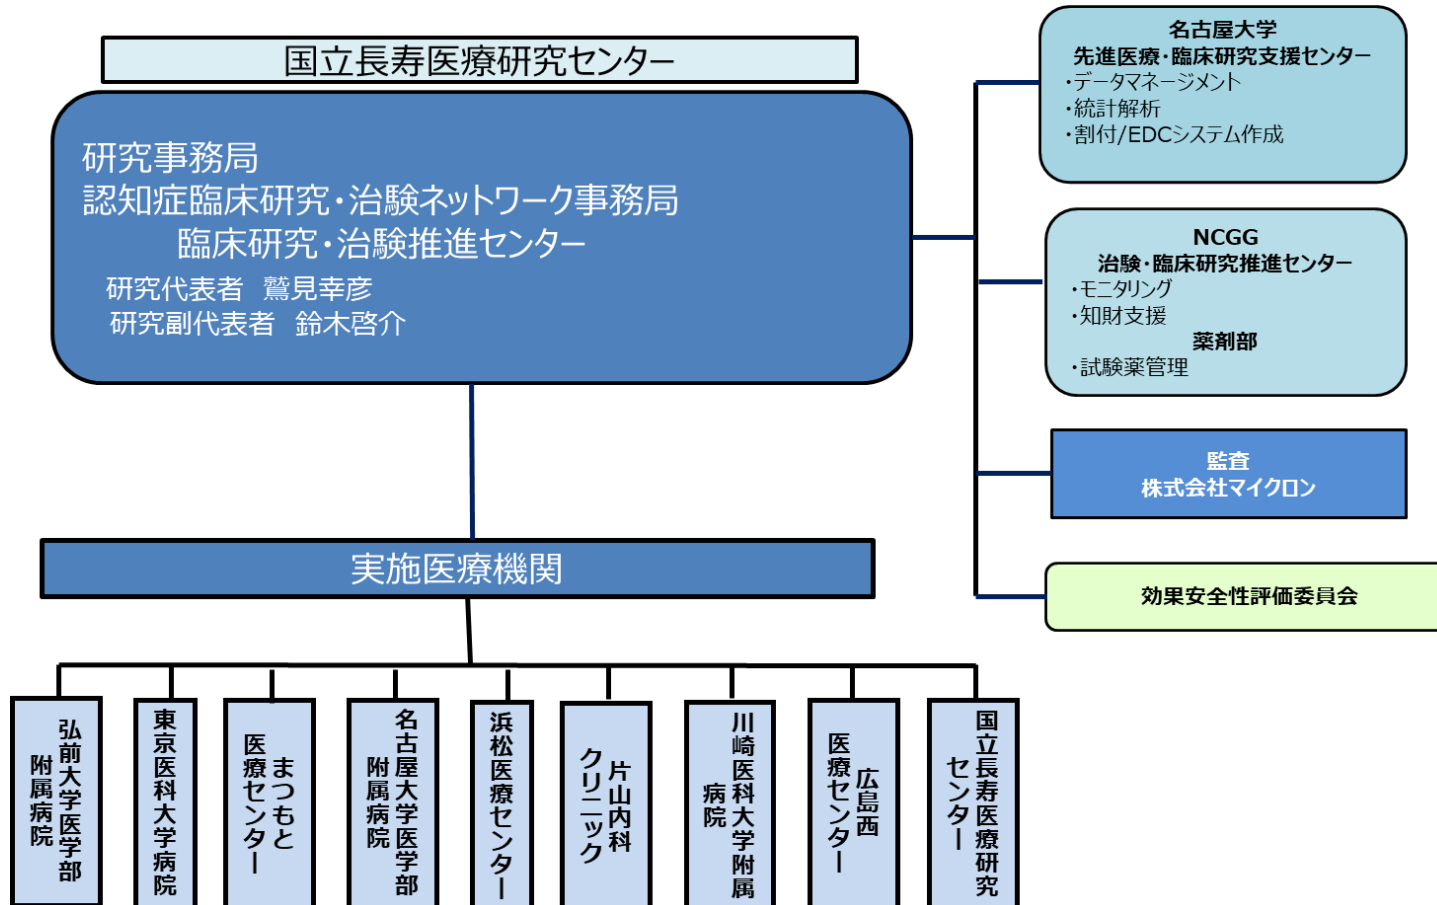 国立長寿医療研究センター
研究事務局
認知症臨床研究・治験ネットワーク事務局
臨床研究・治験推進センター
研究代表者 鷲見幸彦
研究副代表者 鈴木啓介
名古屋大学
先進医療・臨床研究支援センター
・データマネージメント
・統計解析
・割付/EDCシステム作成
NCGG
治験・臨床研究推進センター
・モニタリング
・知財支援
薬剤部
・試験薬管理
監査
株式会社マイクロン
効果安全性評価委員会
実施医療機関
弘前大学医学部
附属病院
東京医科大学病院
まつもと
医療センター
名古屋大学医学部
附属病院
浜松医療センター
片山内科
クリニック
川崎医科大学附属
病院
広島西
医療センター
国立長寿医療研究
センター